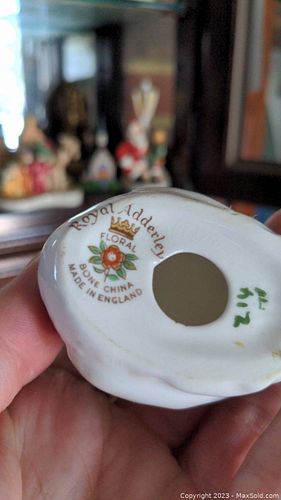 Royal Adderley
FLORAL
BONE CHINA
MADE IN ENGLAND
Copyright 2023 - MaxSold.com